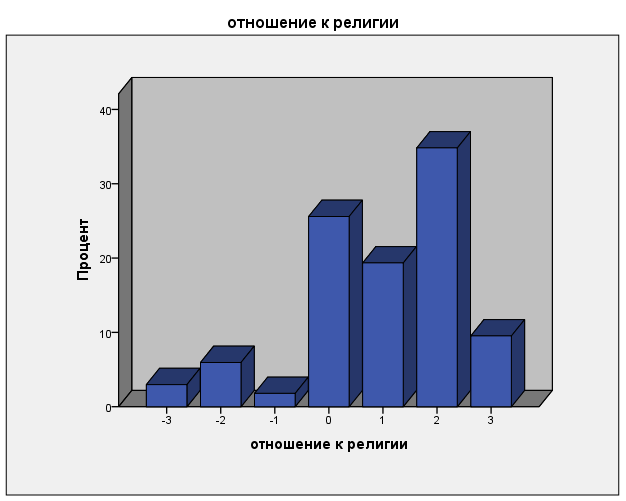 отношение к религии
Процент
40
30
20
10
0
-3 -2 -1 0 1 2 3
отношение к религии